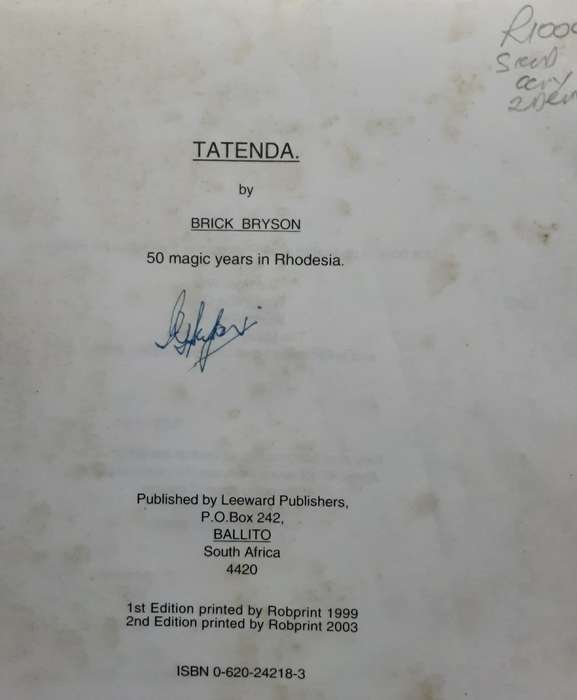 R1000
TATENDA.
by
BRICK BRYSON
50 magic years in Rhodesia.
Published by Leeward Publishers,
P.O.Box 242,
BALLITO
South Africa
4420
1st Edition printed by Robprint 1999
2nd Edition printed by Robprint 2003
ISBN 0-620-24218-3